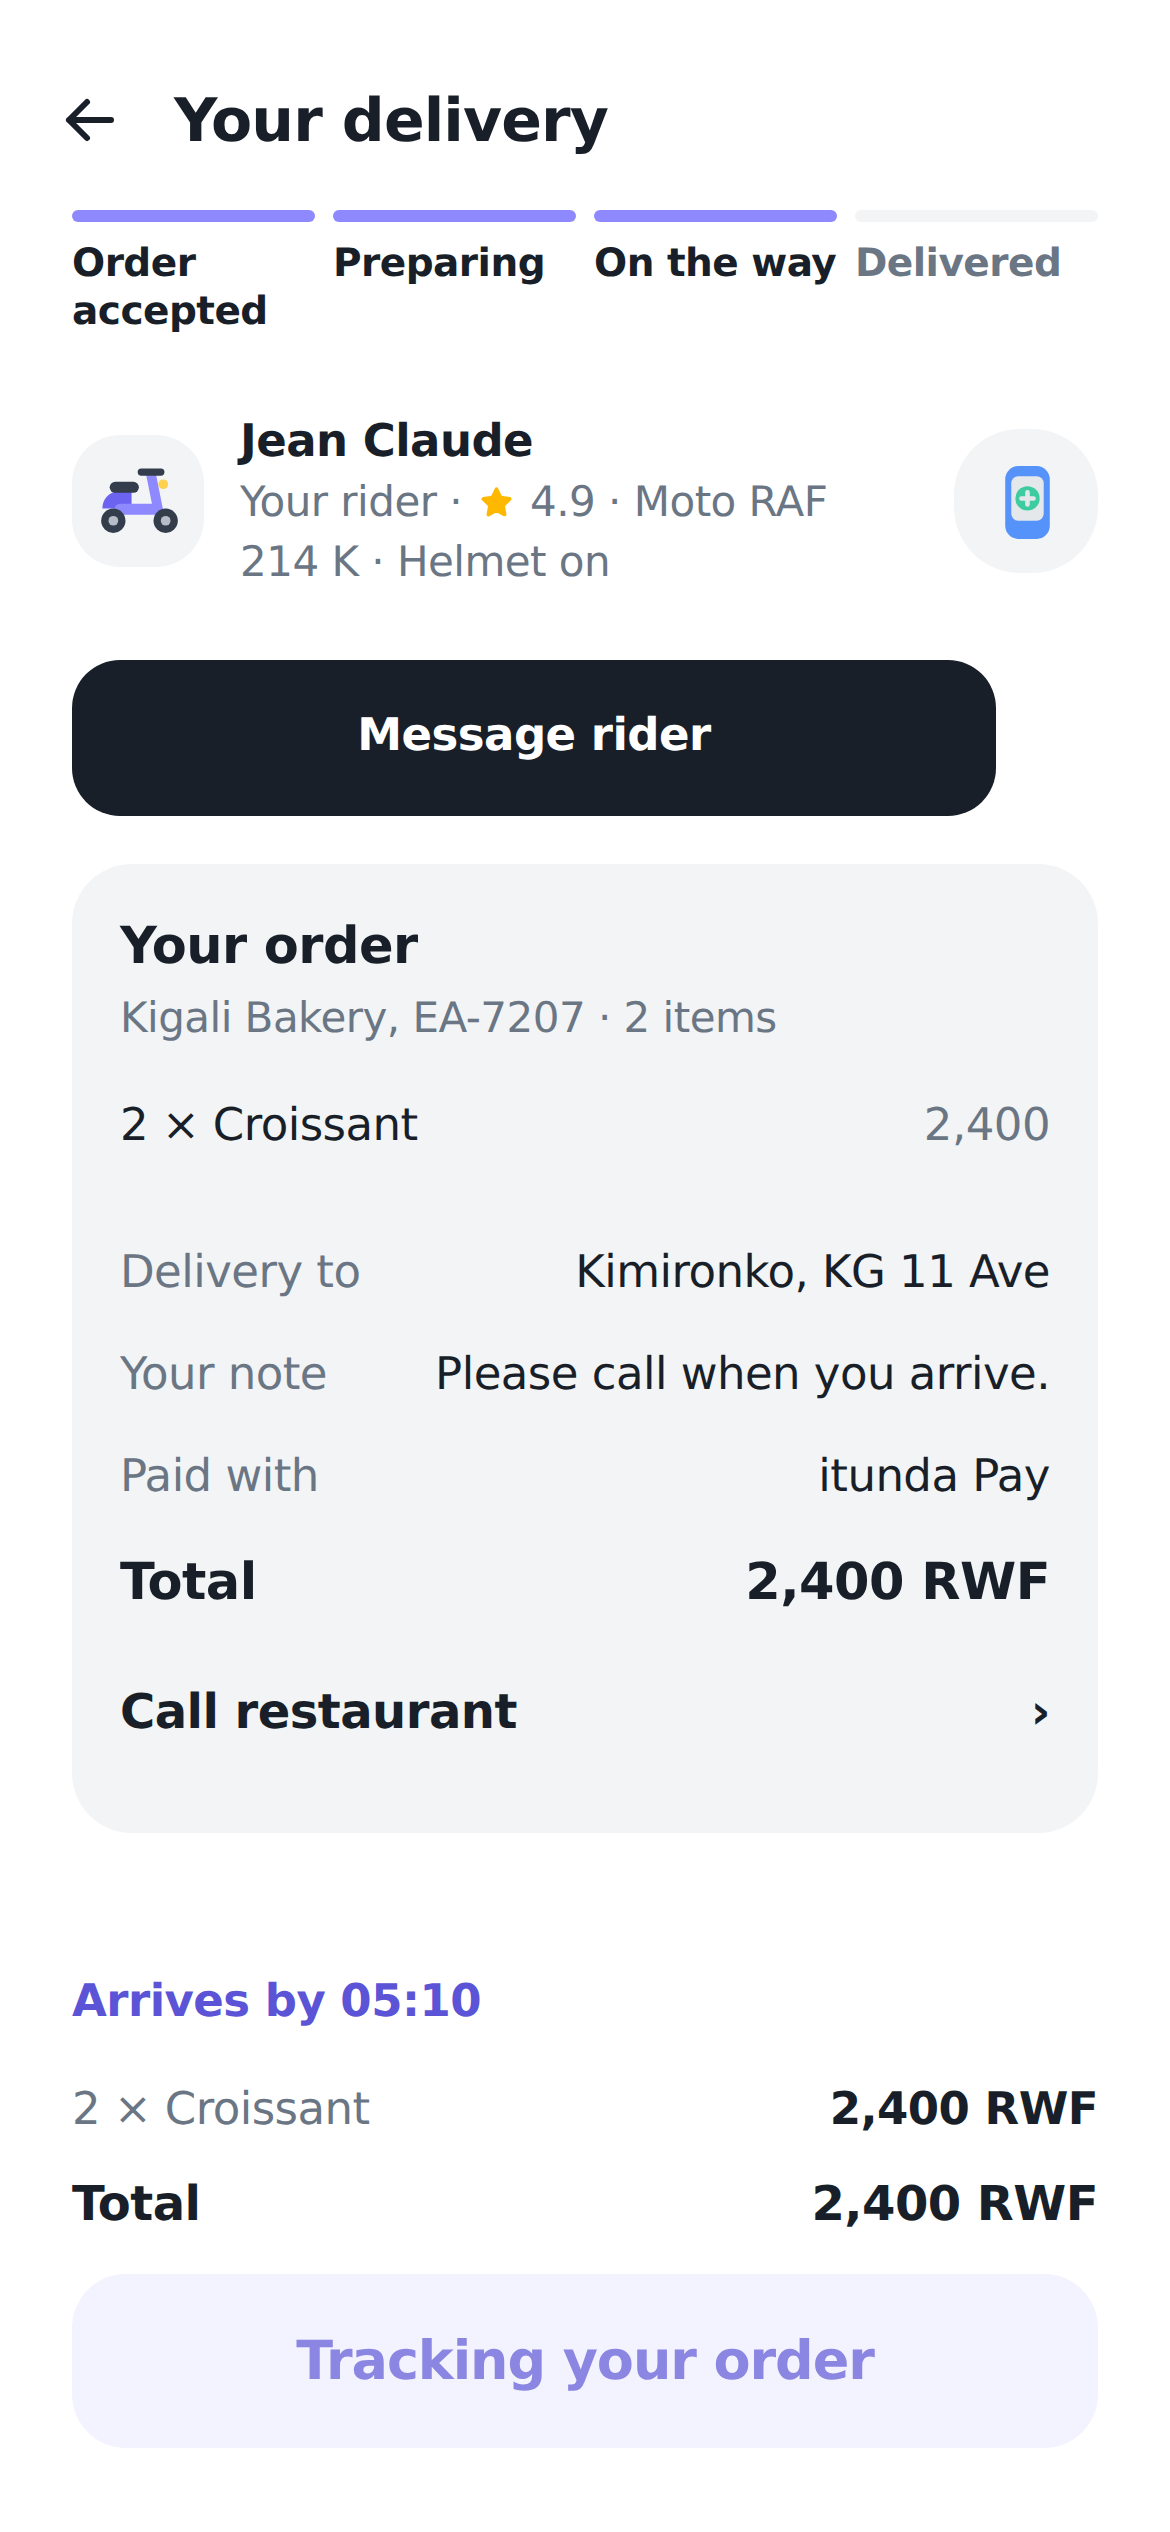 Your delivery
Order accepted
Preparing
On the way
Delivered
Jean Claude
Your rider · ⭐ 4.9 · Moto RAF
214 K · Helmet on
Message rider
Your order
Kigali Bakery, EA-7207 · 2 items
2 × Croissant 2,400
Delivery to Kimironko, KG 11 Ave
Your note Please call when you arrive.
Paid with itunda Pay
Total 2,400 RWF
Call restaurant ›
Arrives by 05:10
2 × Croissant 2,400 RWF
Total 2,400 RWF
Tracking your order